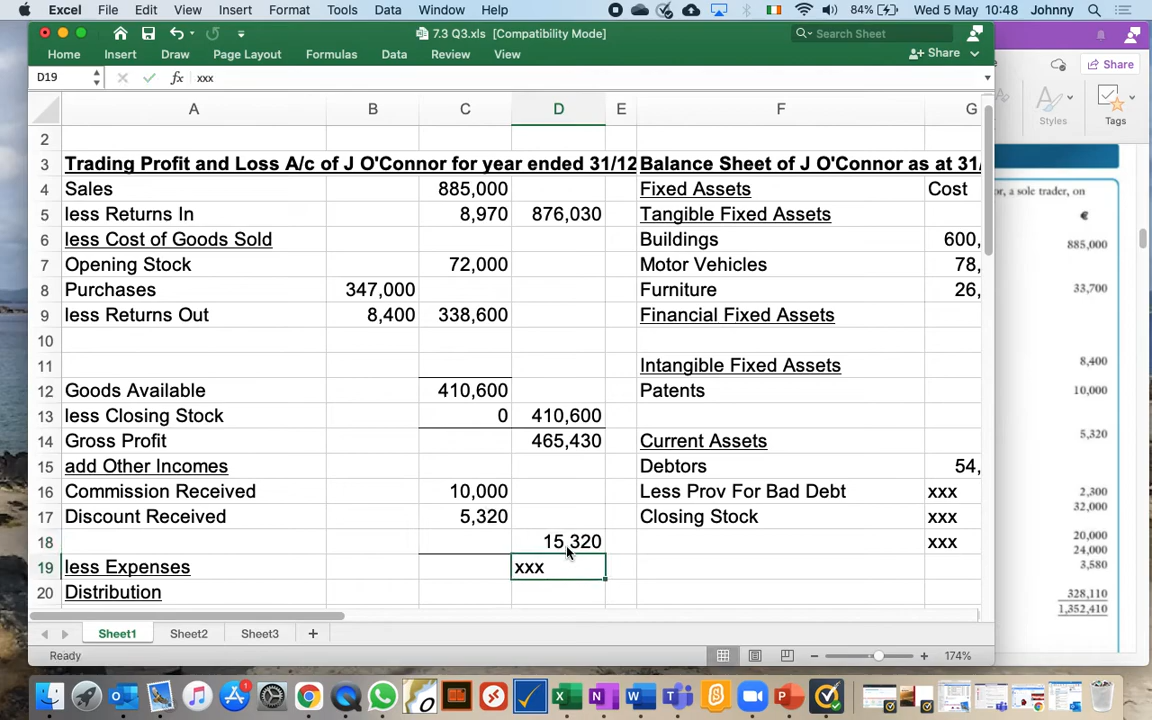 Excel File Edit View Insert Format Tools Data Window Help 84% Wed 5 May 10:48 Johnny
7.3 Q3.xls [Compatibility Mode] Search Sheet
Home Insert Draw Page Layout Formulas Data Review View Share Share
D19 fx xxx
Styles Tags
A B C D E F G
2
3 Trading Profit and Loss A/c of J O'Connor for year ended 31/12 Balance Sheet of J O'Connor as at 31/
4 Sales 885,000 Fixed Assets Cost
5 less Returns In 8,970 876,030 Tangible Fixed Assets
6 less Cost of Goods Sold Buildings 600,
7 Opening Stock 72,000 Motor Vehicles 78,
8 Purchases 347,000 Furniture 26,
9 less Returns Out 8,400 338,600 Financial Fixed Assets
10
11 Intangible Fixed Assets
12 Goods Available 410,600 Patents
13 less Closing Stock 0 410,600
14 Gross Profit 465,430 Current Assets
15 add Other Incomes Debtors 54,
16 Commission Received 10,000 Less Prov For Bad Debt xxx
17 Discount Received 5,320 Closing Stock xxx
18 15,320 xxx
19 less Expenses xxx
20 Distribution
or, a sole trader, on
€
885,000
33,700
8,400
10,000
5,320
2,300
32,000
20,000
24,000
3,580
328,110
1,352,410
Sheet1 Sheet2 Sheet3 +
Ready 174%